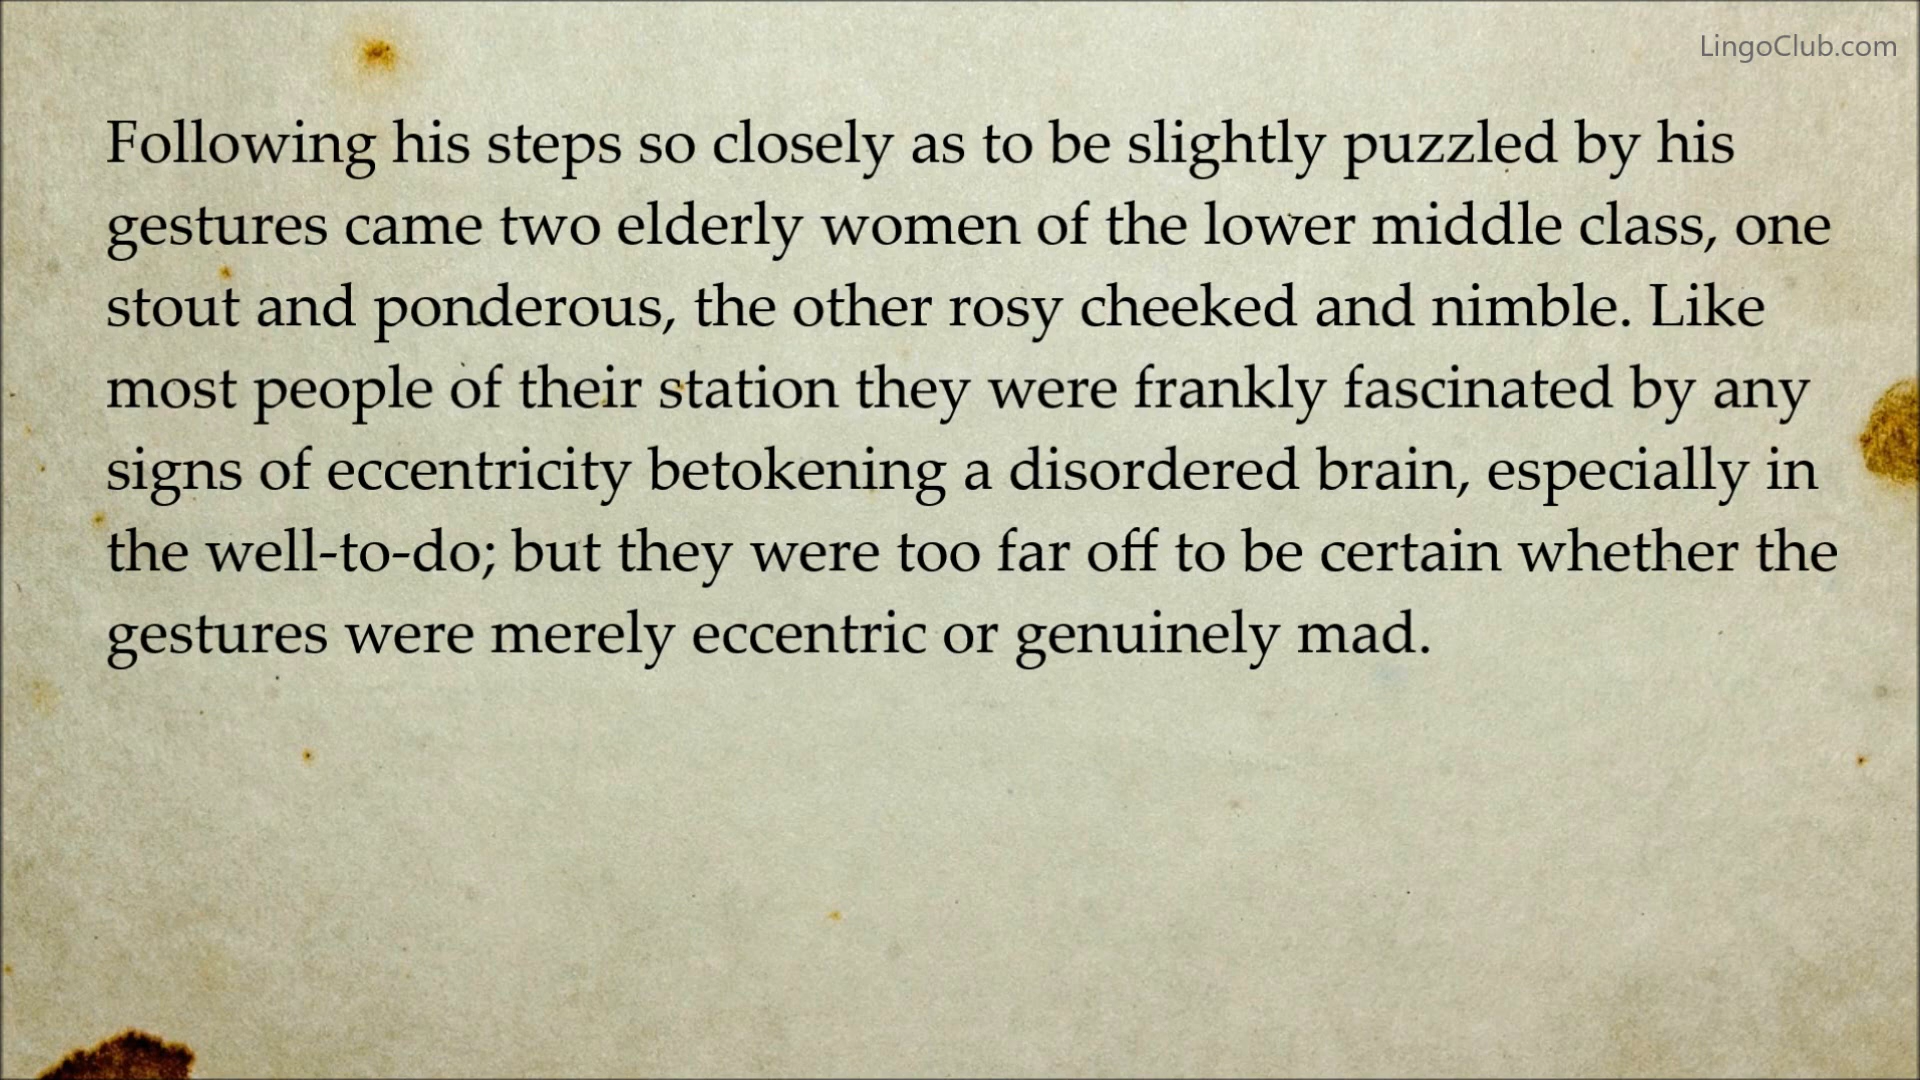 LingoClub.com
Following his steps so closely as to be slightly puzzled by his
gestures came two elderly women of the lower middle class, one
stout and ponderous, the other rosy cheeked and nimble. Like
most people of their station they were frankly fascinated by any
signs of eccentricity betokening a disordered brain, especially in
the well-to-do; but they were too far off to be certain whether the
gestures were merely eccentric or genuinely mad.